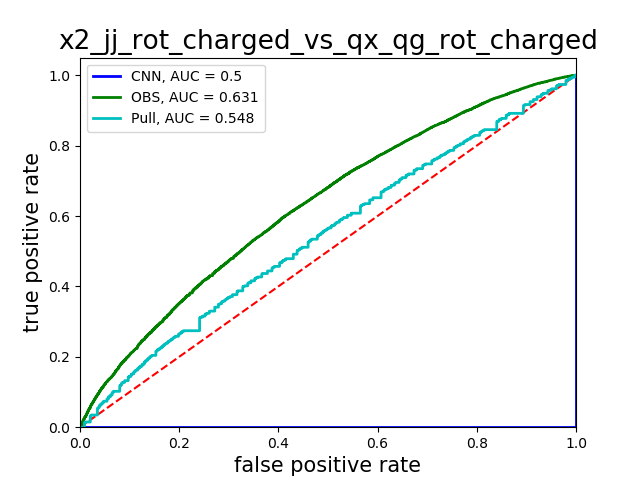 x2_jj_rot_charged_vs_qx_qg_rot_charged
CNN, AUC = 0.5
OBS, AUC = 0.631
Pull, AUC = 0.548
true positive rate
1.0
0.8
0.6
0.4
0.2
0.0
0.0 0.2 0.4 0.6 0.8 1.0
false positive rate